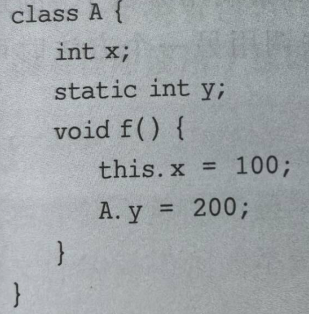 class A {
    int x;
    static int y;
    void f() {
        this.x = 100;
        A.y = 200;
    }
}